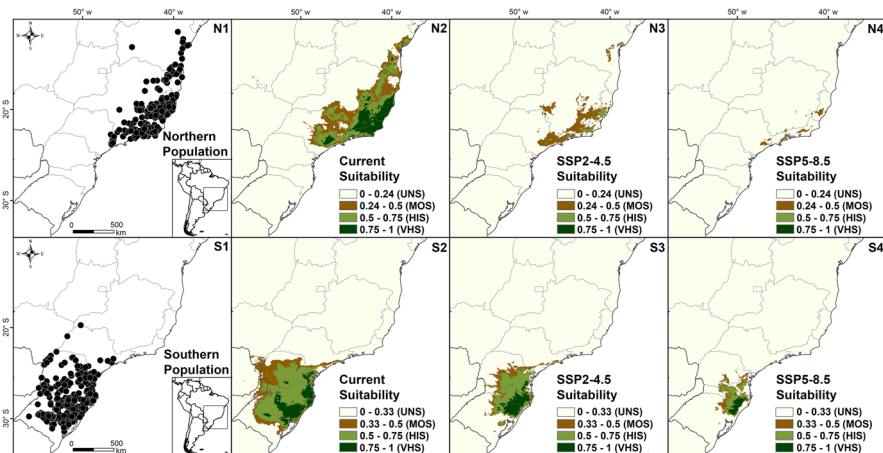 50° W
40° W
50° W
40° W
50° W
40° W
50° W
40° W
N1
N2
N3
N4
N
W
E
S
20° S
30° S
Northern
Population
0
500
km
Current
Suitability
0 - 0.24 (UNS)
0.24 - 0.5 (MOS)
0.5 - 0.75 (HIS)
0.75 - 1 (VHS)
SSP2-4.5
Suitability
0 - 0.24 (UNS)
0.24 - 0.5 (MOS)
0.5 - 0.75 (HIS)
0.75 - 1 (VHS)
SSP5-8.5
Suitability
0 - 0.24 (UNS)
0.24 - 0.5 (MOS)
0.5 - 0.75 (HIS)
0.75 - 1 (VHS)
S1
S2
S3
S4
N
W
E
S
20° S
30° S
Southern
Population
0
500
km
Current
Suitability
0 - 0.33 (UNS)
0.33 - 0.5 (MOS)
0.5 - 0.75 (HIS)
0.75 - 1 (VHS)
SSP2-4.5
Suitability
0 - 0.33 (UNS)
0.33 - 0.5 (MOS)
0.5 - 0.75 (HIS)
0.75 - 1 (VHS)
SSP5-8.5
Suitability
0 - 0.33 (UNS)
0.33 - 0.5 (MOS)
0.5 - 0.75 (HIS)
0.75 - 1 (VHS)